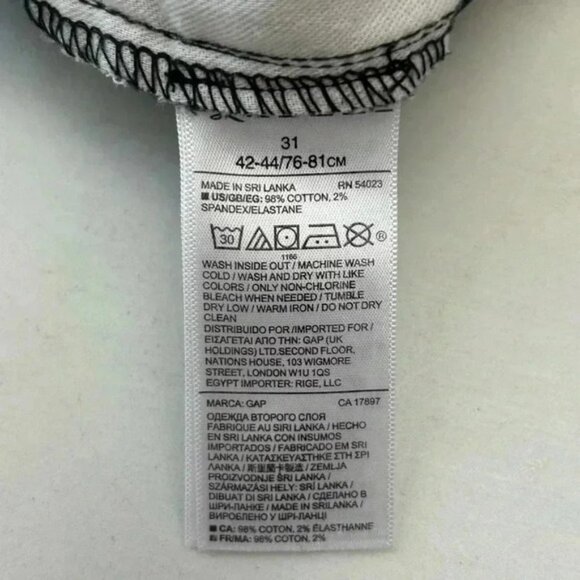 31
42-44/76-81CM
MADE IN SRI LANKA RN 54023
US/GB/EG: 98% COTTON, 2%
SPANDEX/ELASTANE
30
®
1166
WASH INSIDE OUT / MACHINE WASH
COLD / WASH AND DRY WITH LIKE
COLORS / ONLY NON-CHLORINE
BLEACH WHEN NEEDED / TUMBLE
DRY LOW / WARM IRON / DO NOT DRY
CLEAN
DISTRIBUIDO POR /IMPORTED FOR /
ΕΙΣΑΓΕΤΑΙ ΑΠΟ ΤΗΝ: GAP (UK
HOLDINGS) LTD.SECOND FLOOR,
NATIONS HOUSE, 103 WIGMORE
STREET, LONDON W1U 1QS
EGYPT IMPORTER: RIGE, LLC
MARCA: GAP CA 17897
ОДЕЖДА ВТОРОГО СЛОЯ
FABRIQUE AU SRI LANKA / HECHO
EN SRI LANKA CON INSUMOS
IMPORTADOS / FABRICADO EM SRI
LANKA / ΚΑΤΑΣΚΕΥΑΣΤΗΚΕ ΣΤΗ ΣΡΙ
ΛΑΝΚΑ / 斯里蘭卡製造 / ZEMLJA
PROIZVODNJE ŠRI LANKA /
SZÁRMAZÁSI HELY: SRI LANKA /
DIBUAT DI SRI LANKA / СДЕЛАНО В
ШРИ-ЛАНКЕ / MADE IN SRILANKA /
ВИРОБЛЕНО У ШРІ-ЛАНЦІ
CA: 98% COTTON, 2% ÉLASTHANNE
FR/MA: 98% COTON, 2%